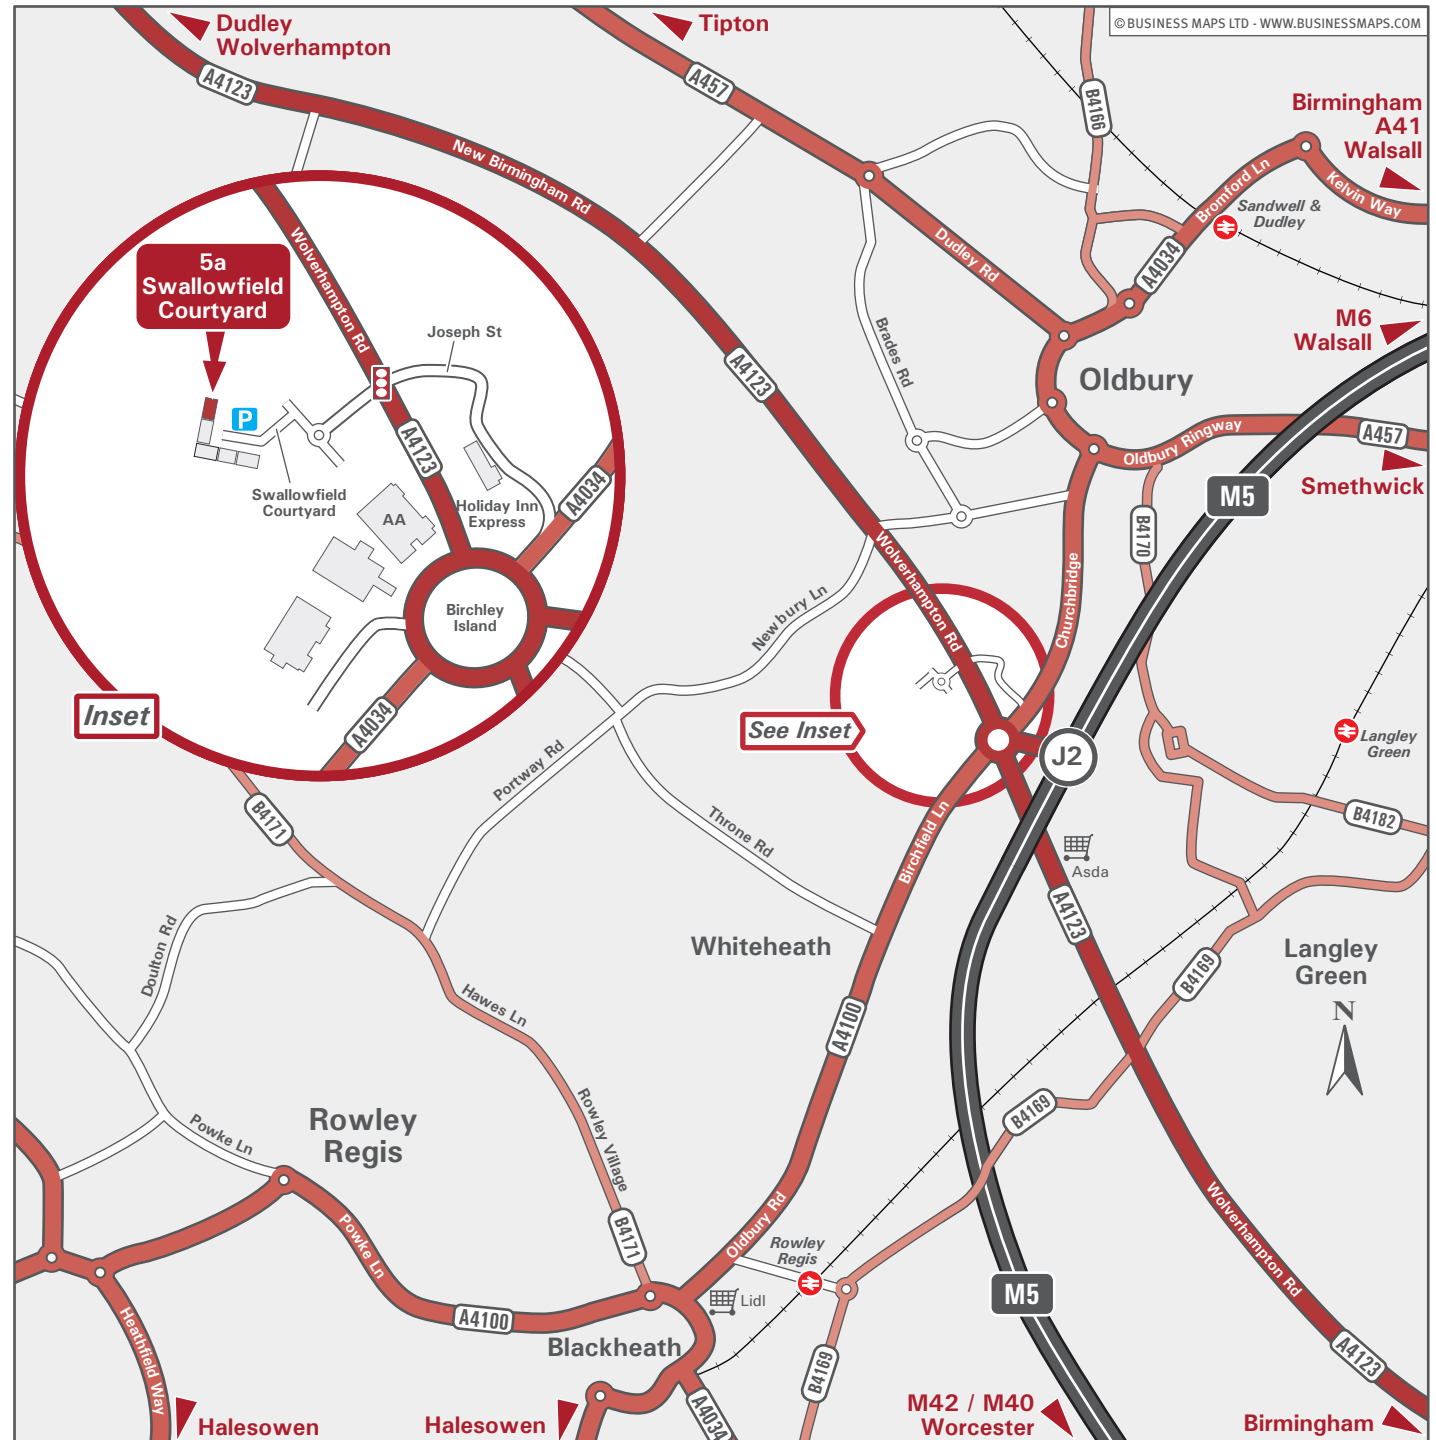 Dudley
Wolverhampton
Tipton
© BUSINESS MAPS LTD - WWW.BUSINESSMAPS.COM
A4123
A457
B4166
Birmingham
A41
Walsall
New Birmingham Rd
Bromford Ln
Kelvin Way
Sandwell &
Dudley
Dudley Rd
A4034
M6
Walsall
Brades Rd
Oldbury
A4123
Oldbury Ringway
A457
Smethwick
M5
B4170
5a
Swallowfield
Courtyard
Wolverhampton Rd
Joseph St
P
A4123
Swallowfield
Courtyard
AA
Holiday Inn
Express
A4034
Birchley
Island
A4034
Inset
Wolverhampton Rd
Churchbridge
Newbury Ln
See Inset
J2
Langley
Green
Portway Rd
Throne Rd
B4171
Birchfield Ln
Asda
B4182
A4123
Whiteheath
Langley
Green
N
Doulton Rd
B4169
Hawes Ln
A4100
B4169
Rowley
Regis
Powke Ln
Rowley Village
Wolverhampton Rd
Oldbury Rd
Powke Ln
B4171
Rowley
Regis
M5
Lidl
A4100
Blackheath
Heathfield Way
B4169
A4123
A4034
Halesowen
Halesowen
M42 / M40
Worcester
Birmingham